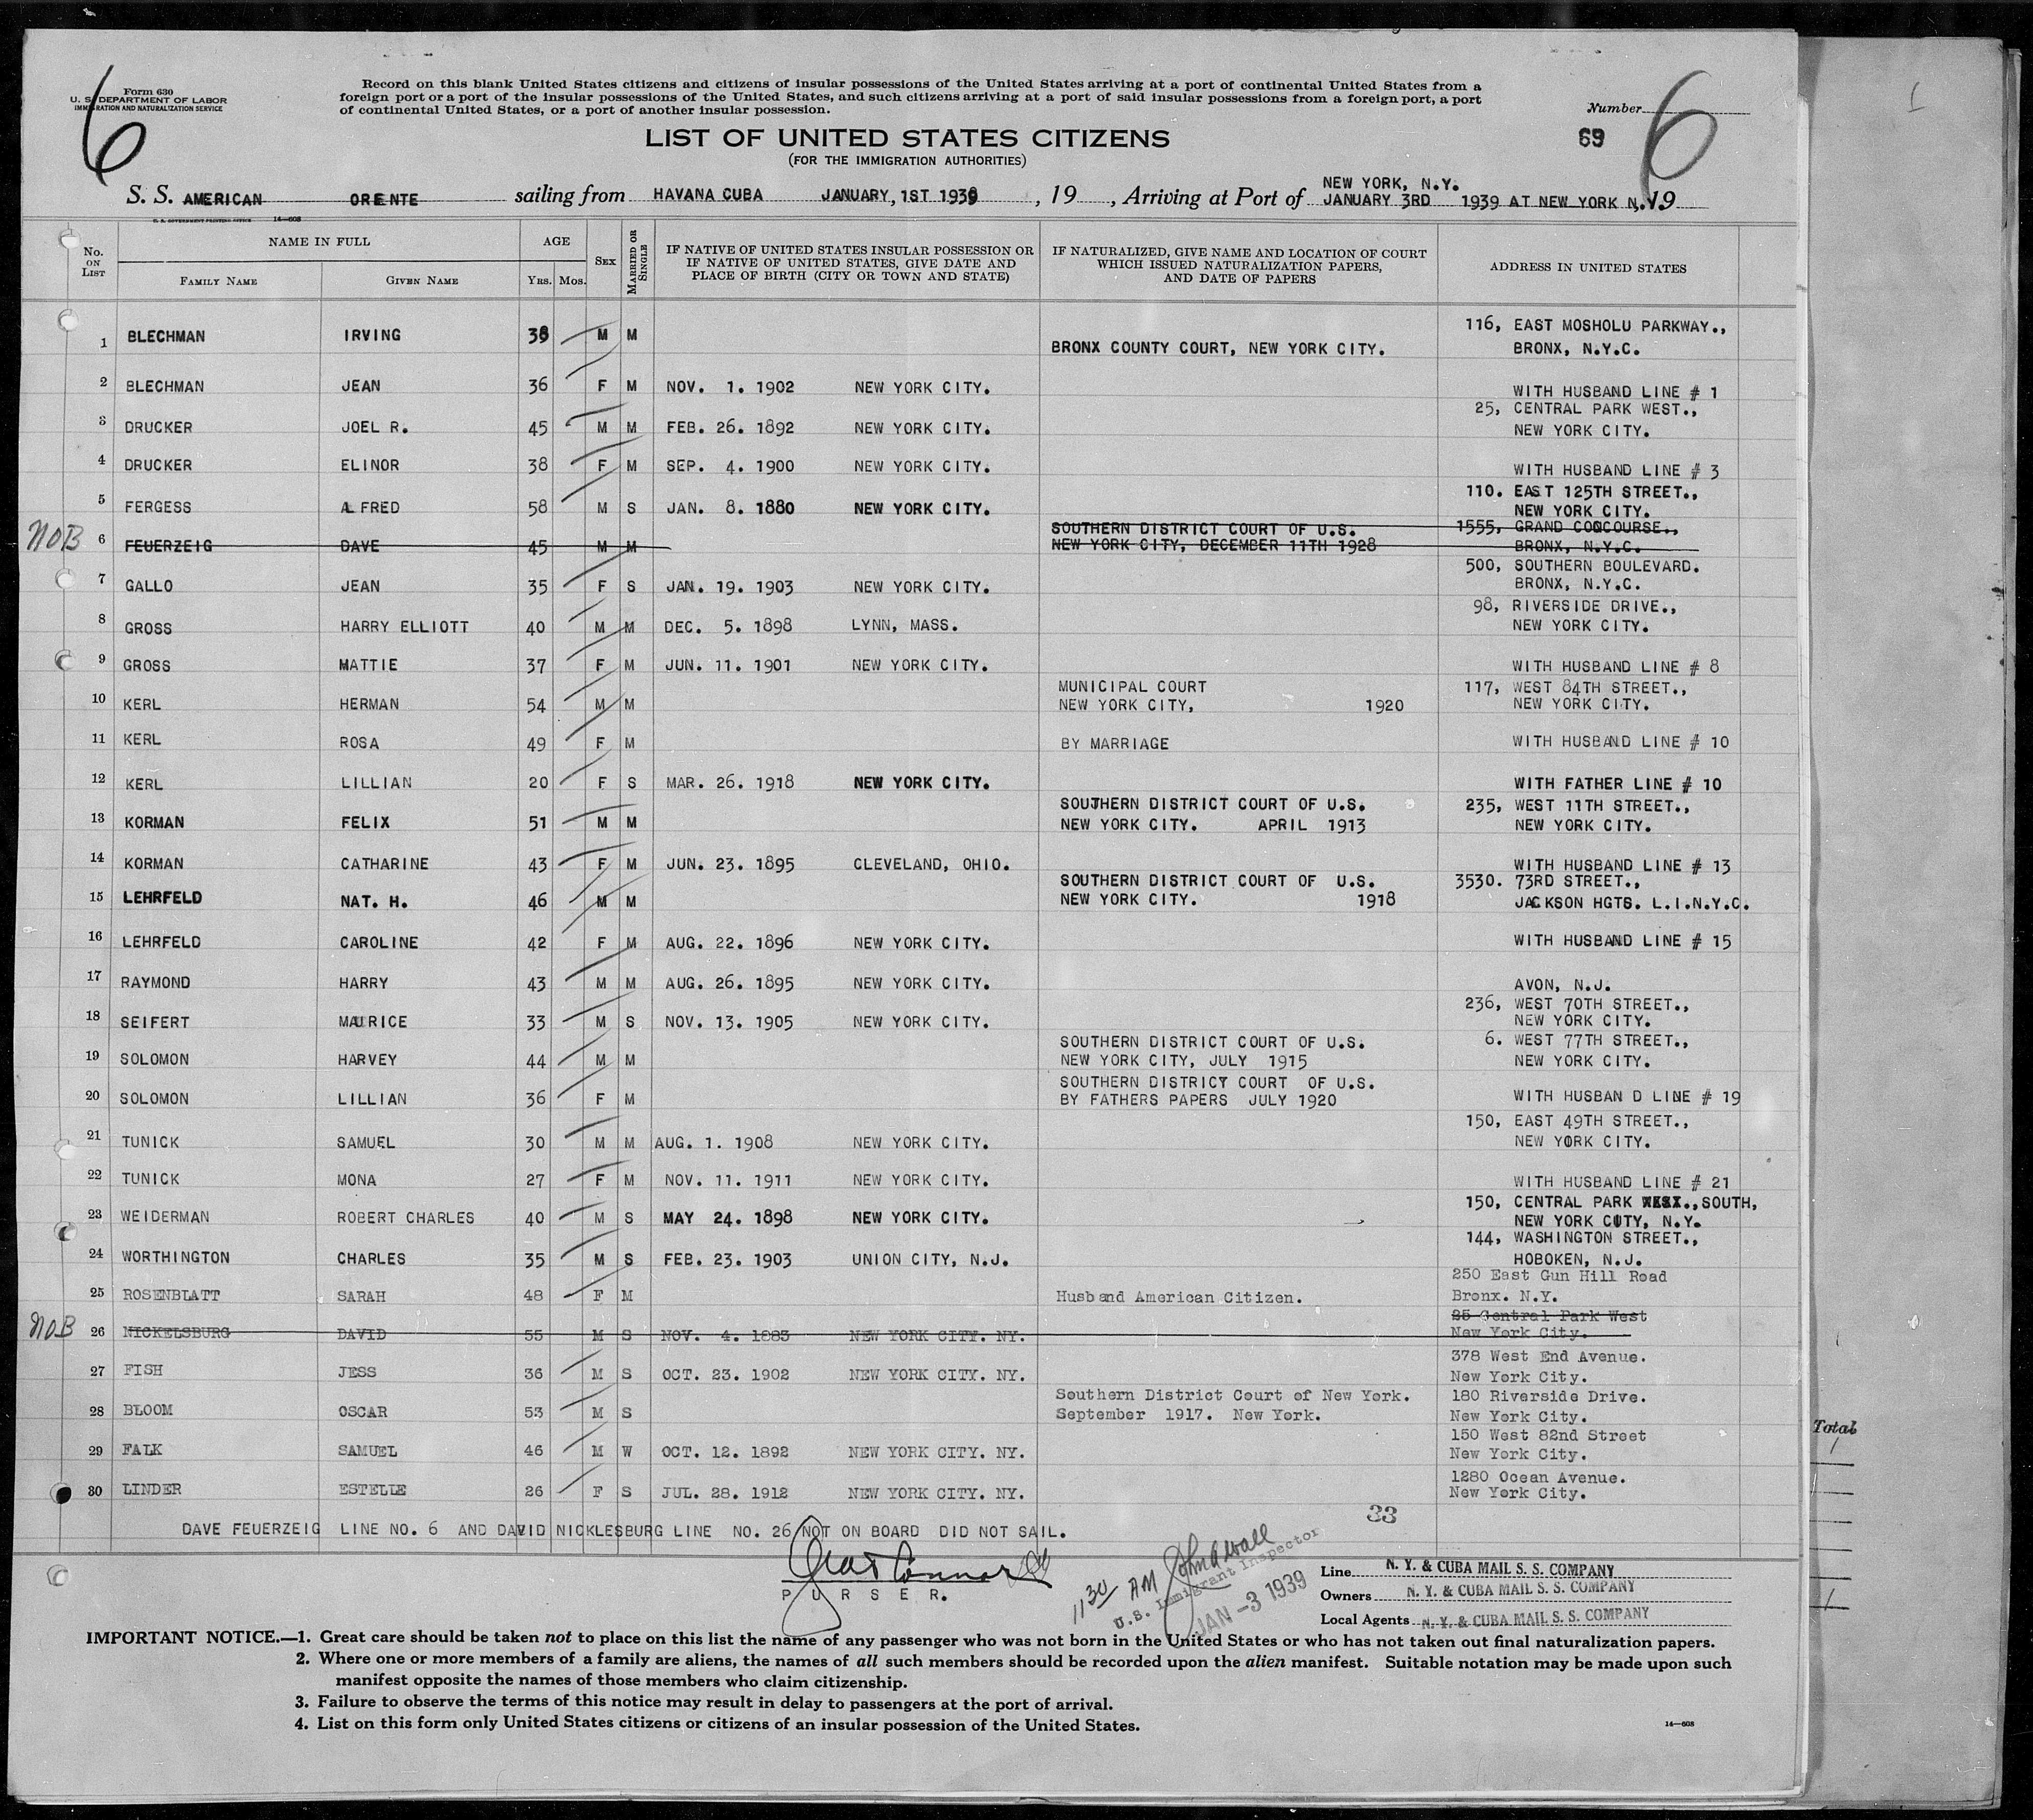 6
Form 630
U. S. DEPARTMENT OF LABOR
IMMIGRATION AND NATURALIZATION SERVICE
Record on this blank United States citizens and citizens of insular possessions of the United States arriving at a port of continental United States from a
foreign port or a port of the insular possessions of the United States, and such citizens arriving at a port of said insular possessions from a foreign port, a port
of continental United States, or a port of another insular possession.
Number
69
6
LIST OF UNITED STATES CITIZENS
(FOR THE IMMIGRATION AUTHORITIES)
NEW YORK, N.Y.
S. S. AMERICAN ORIENTE sailing from HAVANA CUBA JANUARY, 1ST 1939, 19 , Arriving at Port of JANUARY 3RD 1939 AT NEW YORK N.Y. 19
U. S. GOVERNMENT PRINTING OFFICE 14—608
No. ON LIST
NAME IN FULL
FAMILY NAME
GIVEN NAME
AGE
YRS. MOS.
SEX
MARRIED OR SINGLE
IF NATIVE OF UNITED STATES INSULAR POSSESSION OR
IF NATIVE OF UNITED STATES, GIVE DATE AND
PLACE OF BIRTH (CITY OR TOWN AND STATE)
IF NATURALIZED, GIVE NAME AND LOCATION OF COURT
WHICH ISSUED NATURALIZATION PAPERS,
AND DATE OF PAPERS
ADDRESS IN UNITED STATES
116, EAST MOSHOLU PARKWAY.,
1 BLECHMAN IRVING 38 M M BRONX COUNTY COURT, NEW YORK CITY. BRONX, N.Y.C.
2 BLECHMAN JEAN 36 F M NOV. 1. 1902 NEW YORK CITY. WITH HUSBAND LINE # 1
25, CENTRAL PARK WEST.,
3 DRUCKER JOEL R. 45 M M FEB. 26. 1892 NEW YORK CITY. NEW YORK CITY.
4 DRUCKER ELINOR 38 F M SEP. 4. 1900 NEW YORK CITY. WITH HUSBAND LINE # 3
110. EAST 125TH STREET.,
5 FERGESS ALFRED 58 M S JAN. 8. 1880 NEW YORK CITY. NEW YORK CITY.
SOUTHERN DISTRICT COURT OF U.S. 1555, GRAND CONCOURSE.,
NOB 6 FEUERZEIG DAVE 45 M M NEW YORK CITY, DECEMBER 11TH 1928 BRONX, N.Y.C.
500, SOUTHERN BOULEVARD.
7 GALLO JEAN 35 F S JAN. 19. 1903 NEW YORK CITY. BRONX, N.Y.C.
98, RIVERSIDE DRIVE.,
8 GROSS HARRY ELLIOTT 40 M M DEC. 5. 1898 LYNN, MASS. NEW YORK CITY.
9 GROSS MATTIE 37 F M JUN. 11. 1901 NEW YORK CITY. WITH HUSBAND LINE # 8
MUNICIPAL COURT 117, WEST 84TH STREET.,
10 KERL HERMAN 54 M M NEW YORK CITY, 1920 NEW YORK CITY.
11 KERL ROSA 49 F M BY MARRIAGE WITH HUSBAND LINE # 10
12 KERL LILLIAN 20 F S MAR. 26. 1918 NEW YORK CITY. WITH FATHER LINE # 10
SOUTHERN DISTRICT COURT OF U.S. 235, WEST 11TH STREET.,
13 KORMAN FELIX 51 M M NEW YORK CITY. APRIL 1913 NEW YORK CITY.
14 KORMAN CATHARINE 43 F M JUN. 23. 1895 CLEVELAND, OHIO. WITH HUSBAND LINE # 13
SOUTHERN DISTRICT COURT OF U.S. 3530. 73RD STREET.,
15 LEHRFELD NAT. H. 46 M M NEW YORK CITY. 1918 JACKSON HGTS. L.I.N.Y.C.
16 LEHRFELD CAROLINE 42 F M AUG. 22. 1896 NEW YORK CITY. WITH HUSBAND LINE # 15
17 RAYMOND HARRY 43 M M AUG. 26. 1895 NEW YORK CITY. AVON, N.J.
236, WEST 70TH STREET.,
18 SEIFERT MAURICE 33 M S NOV. 13. 1905 NEW YORK CITY. NEW YORK CITY.
SOUTHERN DISTRICT COURT OF U.S. 6. WEST 77TH STREET.,
19 SOLOMON HARVEY 44 M M NEW YORK CITY, JULY 1915 NEW YORK CITY.
SOUTHERN DISTRICT COURT OF U.S.
20 SOLOMON LILLIAN 36 F M BY FATHERS PAPERS JULY 1920 WITH HUSBAN D LINE # 19
150, EAST 49TH STREET.,
21 TUNICK SAMUEL 30 M M AUG. 1. 1908 NEW YORK CITY. NEW YORK CITY.
22 TUNICK MONA 27 F M NOV. 11. 1911 NEW YORK CITY. WITH HUSBAND LINE # 21
150, CENTRAL PARK WEST., SOUTH,
23 WEIDERMAN ROBERT CHARLES 40 M S MAY 24. 1898 NEW YORK CITY. NEW YORK CITY, N.Y.
144, WASHINGTON STREET.,
24 WORTHINGTON CHARLES 35 M S FEB. 23. 1903 UNION CITY, N.J. HOBOKEN, N.J.
250 East Gun Hill Road
25 ROSENBLATT SARAH 48 F M Husband American Citizen. Bronx. N.Y.
25 Central Park West
NOB 26 NICKELSBURG DAVID 55 M S NOV. 4. 1883 NEW YORK CITY. NY. New York City.
378 West End Avenue.
27 FISH JESS 36 M S OCT. 23. 1902 NEW YORK CITY. NY. New York City.
Southern District Court of New York. 180 Riverside Drive.
28 BLOOM OSCAR 53 M S September 1917. New York. New York City.
150 West 82nd Street
29 FALK SAMUEL 46 M W OCT. 12. 1892 NEW YORK CITY. NY. New York City.
1280 Ocean Avenue.
30 LINDER ESTELLE 26 F S JUL. 28. 1912 NEW YORK CITY. NY. New York City.
33
DAVE FEUERZEIG LINE NO. 6 AND DAVID NICKLESBURG LINE NO. 26 NOT ON BOARD DID NOT SAIL.
PURSER.
11 30 AM
U.S. Immigrant Inspector
JAN -3 1939
Line N. Y. & CUBA MAIL S. S. COMPANY
Owners N. Y. & CUBA MAIL S. S. COMPANY
Local Agents N. Y. & CUBA MAIL S. S. COMPANY
Total
IMPORTANT NOTICE.—1. Great care should be taken not to place on this list the name of any passenger who was not born in the United States or who has not taken out final naturalization papers.
2. Where one or more members of a family are aliens, the names of all such members should be recorded upon the alien manifest. Suitable notation may be made upon such
manifest opposite the names of those members who claim citizenship.
3. Failure to observe the terms of this notice may result in delay to passengers at the port of arrival.
4. List on this form only United States citizens or citizens of an insular possession of the United States.
14—608